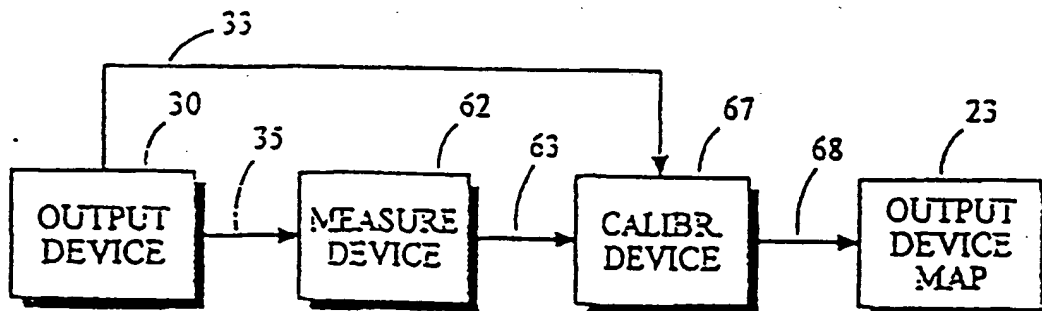 33
30
35
62
63
67
68
23
OUTPUT
DEVICE
MEASURE
DEVICE
CALIBR.
DEVICE
OUTPUT
DEVICE
MAP